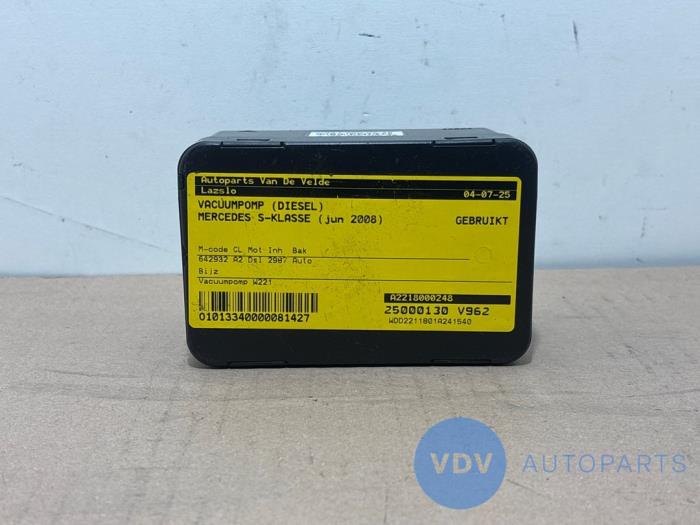 Autoparts Van De Velde
Lazslo 04-07-25
VACUUMPOMP (DIESEL)
MERCEDES S-KLASSE (jun 2008) GEBRUIKT
M-code CL Mot Inh Bak
642932 A2 Dsl 2987 Auto
Bijz
Vacuumpomp W221
A2218000248
01013340000081427
25000130 V962
WDD2211801A241540
VDV AUTOPARTS